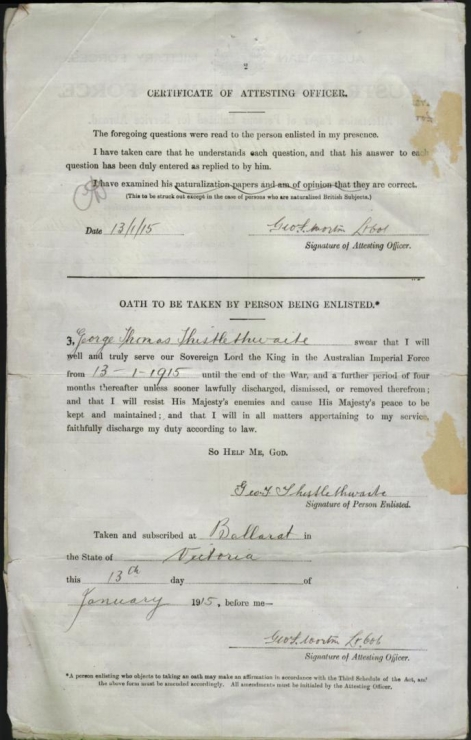 2
CERTIFICATE OF ATTESTING OFFICER.
The foregoing questions were read to the person enlisted in my presence.
I have taken care that he understands each question, and that his answer to each
question has been duly entered as replied to by him.
I have examined his naturalization papers and am of opinion that they are correct.
(This to be struck out except in the case of persons who are naturalized British Subjects.)
Date 13/1/15
Geo S. Morton Lt Col
Signature of Attesting Officer.
OATH TO BE TAKEN BY PERSON BEING ENLISTED.*
3, George Thomas Thistlethwaite swear that I will
well and truly serve our Sovereign Lord the King in the Australian Imperial Force
from 13-1-1915 until the end of the War, and a further period of four
months thereafter unless sooner lawfully discharged, dismissed, or removed therefrom;
and that I will resist His Majesty's enemies and cause His Majesty's peace to be
kept and maintained; and that I will in all matters appertaining to my service,
faithfully discharge my duty according to law.
SO HELP ME, GOD.
Geo T Thistlethwaite
Signature of Person Enlisted.
Taken and subscribed at Ballarat in
the State of Victoria
this 13th day of
January 1915, before me—
Geo S. Morton Lt Col
Signature of Attesting Officer.
*A person enlisting who objects to taking an oath may make an affirmation in accordance with the Third Schedule of the Act, and
the above form must be amended accordingly. All amendments must be initialed by the Attesting Officer.